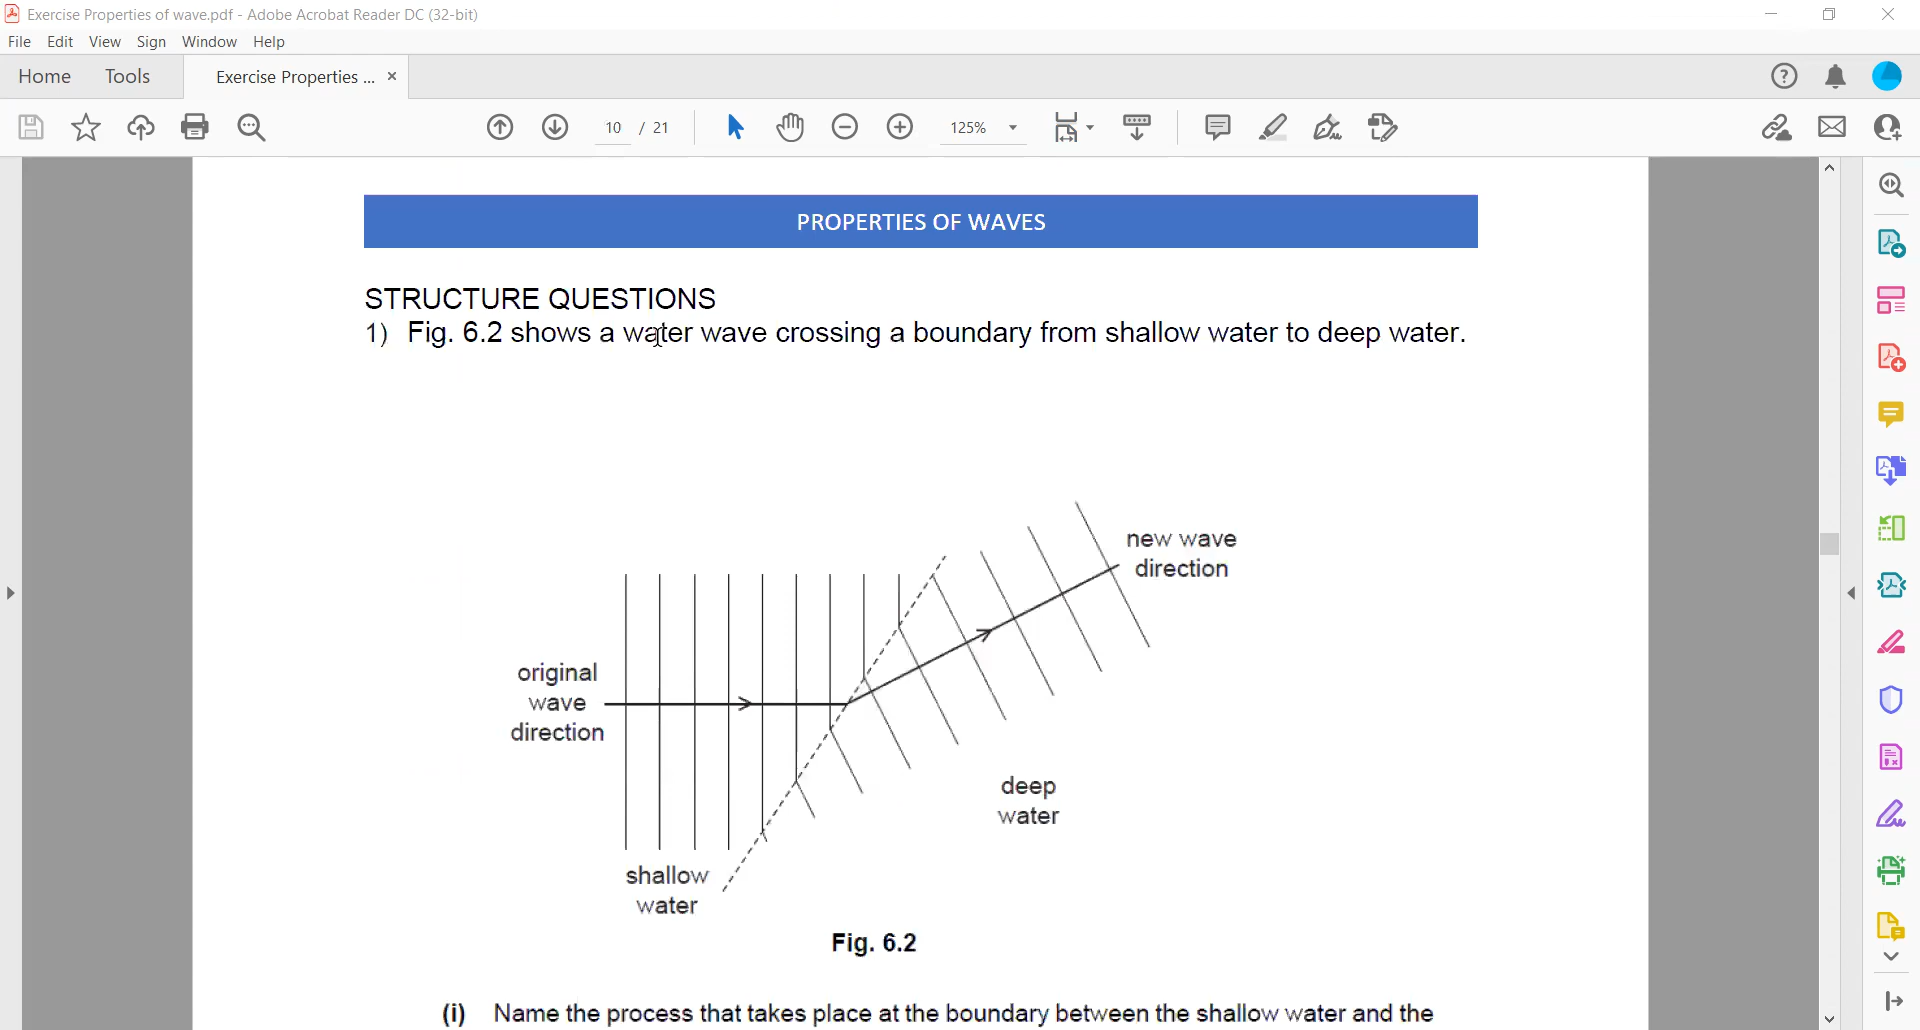 Exercise Properties of wave.pdf - Adobe Acrobat Reader DC (32-bit)
File Edit View Sign Window Help
Home Tools Exercise Properties ... ×
10 / 21 125%
PROPERTIES OF WAVES
STRUCTURE QUESTIONS
1) Fig. 6.2 shows a water wave crossing a boundary from shallow water to deep water.
new wave
direction
original
wave
direction
deep
water
shallow
water
Fig. 6.2
(i) Name the process that takes place at the boundary between the shallow water and the